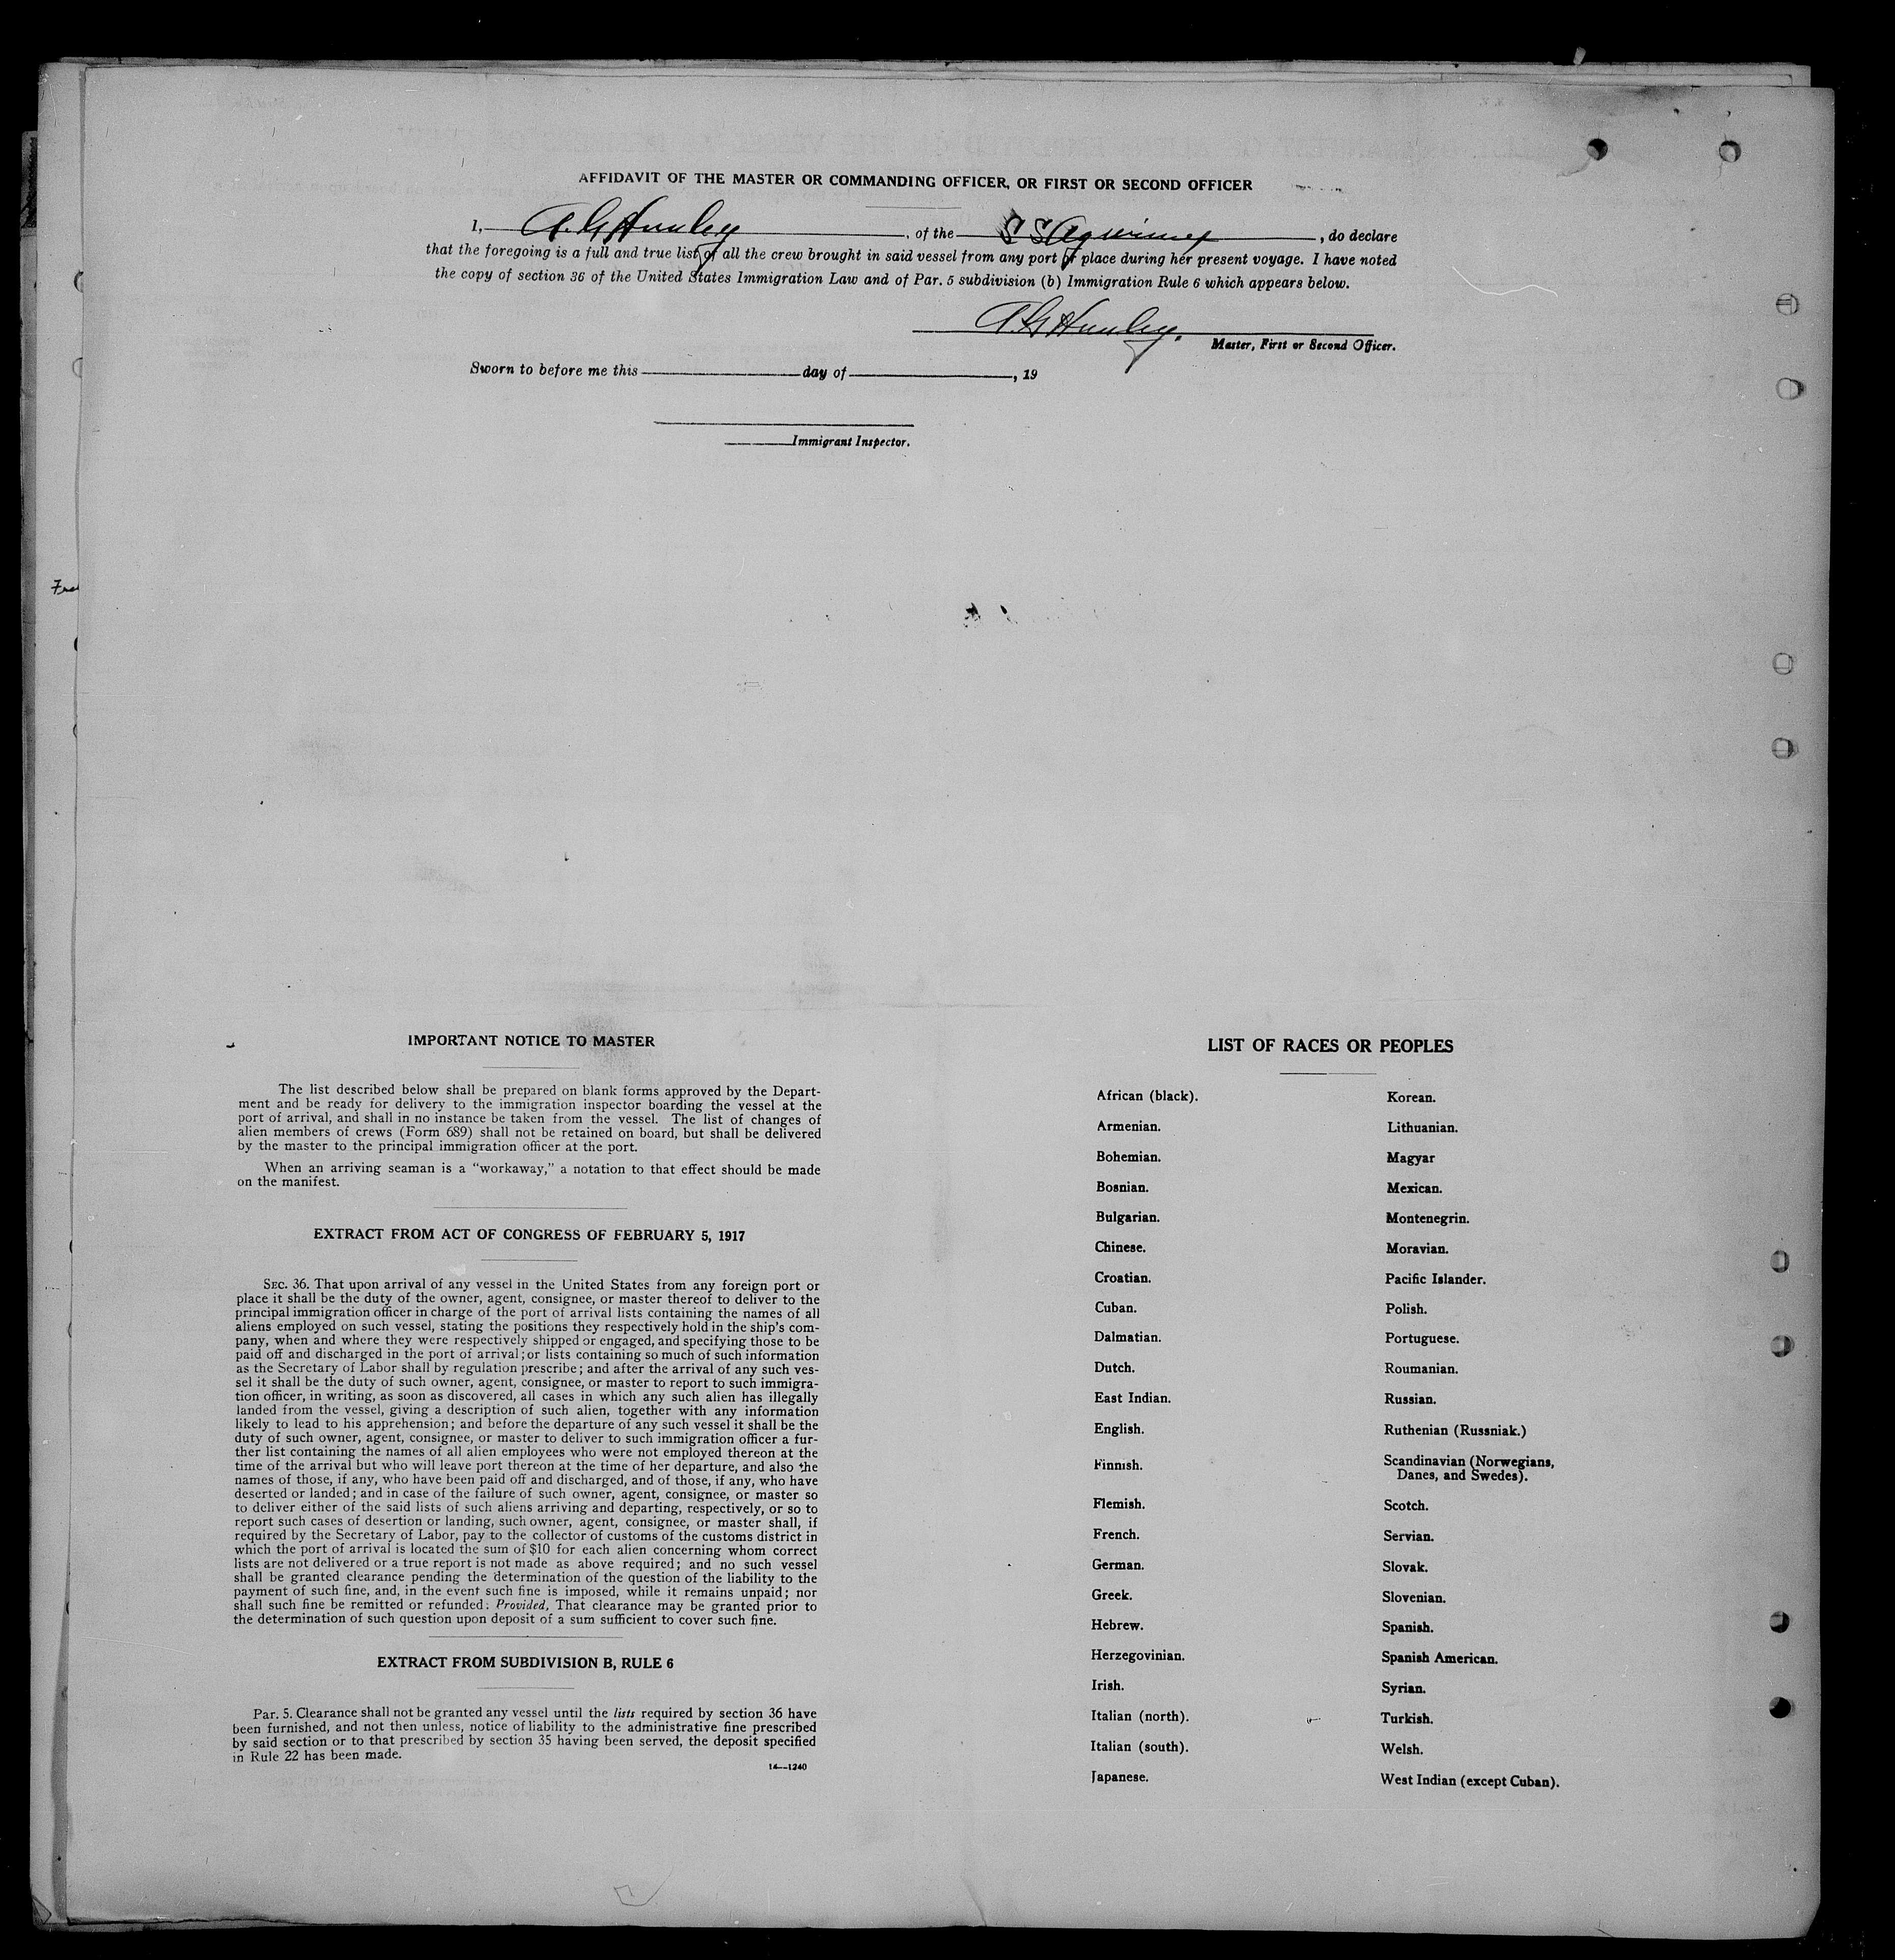 AFFIDAVIT OF THE MASTER OR COMMANDING OFFICER, OR FIRST OR SECOND OFFICER
I, A. G. Hunley, of the S S Agwimex, do declare
that the foregoing is a full and true list of all the crew brought in said vessel from any port or place during her present voyage. I have noted
the copy of section 36 of the United States Immigration Law and of Par. 5 subdivision (b) Immigration Rule 6 which appears below.
A. G. Hunley.
Master, First or Second Officer.
Sworn to before me this day of , 19
Immigrant Inspector.
IMPORTANT NOTICE TO MASTER
The list described below shall be prepared on blank forms approved by the Depart-
ment and be ready for delivery to the immigration inspector boarding the vessel at the
port of arrival, and shall in no instance be taken from the vessel. The list of changes of
alien members of crews (Form 689) shall not be retained on board, but shall be delivered
by the master to the principal immigration officer at the port.
When an arriving seaman is a "workaway," a notation to that effect should be made
on the manifest.
EXTRACT FROM ACT OF CONGRESS OF FEBRUARY 5, 1917
SEC. 36. That upon arrival of any vessel in the United States from any foreign port or
place it shall be the duty of the owner, agent, consignee, or master thereof to deliver to the
principal immigration officer in charge of the port of arrival lists containing the names of all
aliens employed on such vessel, stating the positions they respectively hold in the ship's com-
pany, when and where they were respectively shipped or engaged, and specifying those to be
paid off and discharged in the port of arrival; or lists containing so much of such information
as the Secretary of Labor shall by regulation prescribe; and after the arrival of any such ves-
sel it shall be the duty of such owner, agent, consignee, or master to report to such immigra-
tion officer, in writing, as soon as discovered, all cases in which any such alien has illegally
landed from the vessel, giving a description of such alien, together with any information
likely to lead to his apprehension; and before the departure of any such vessel it shall be the
duty of such owner, agent, consignee, or master to deliver to such immigration officer a fur-
ther list containing the names of all alien employees who were not employed thereon at the
time of the arrival but who will leave port thereon at the time of her departure, and also the
names of those, if any, who have been paid off and discharged, and of those, if any, who have
deserted or landed; and in case of the failure of such owner, agent, consignee, or master so
to deliver either of the said lists of such aliens arriving and departing, respectively, or so to
report such cases of desertion or landing, such owner, agent, consignee, or master shall, if
required by the Secretary of Labor, pay to the collector of customs of the customs district in
which the port of arrival is located the sum of $10 for each alien concerning whom correct
lists are not delivered or a true report is not made as above required; and no such vessel
shall be granted clearance pending the determination of the question of the liability to the
payment of such fine, and, in the event such fine is imposed, while it remains unpaid; nor
shall such fine be remitted or refunded: Provided, That clearance may be granted prior to
the determination of such question upon deposit of a sum sufficient to cover such fine.
EXTRACT FROM SUBDIVISION B, RULE 6
Par. 5. Clearance shall not be granted any vessel until the lists required by section 36 have
been furnished, and not then unless, notice of liability to the administrative fine prescribed
by said section or to that prescribed by section 35 having been served, the deposit specified
in Rule 22 has been made.
14—1240
LIST OF RACES OR PEOPLES
African (black).
Armenian.
Bohemian.
Bosnian.
Bulgarian.
Chinese.
Croatian.
Cuban.
Dalmatian.
Dutch.
East Indian.
English.
Finnish.
Flemish.
French.
German.
Greek.
Hebrew.
Herzegovinian.
Irish.
Italian (north).
Italian (south).
Japanese.
Korean.
Lithuanian.
Magyar
Mexican.
Montenegrin.
Moravian.
Pacific Islander.
Polish.
Portuguese.
Roumanian.
Russian.
Ruthenian (Russniak.)
Scandinavian (Norwegians,
Danes, and Swedes).
Scotch.
Servian.
Slovak.
Slovenian.
Spanish.
Spanish American.
Syrian.
Turkish.
Welsh.
West Indian (except Cuban).